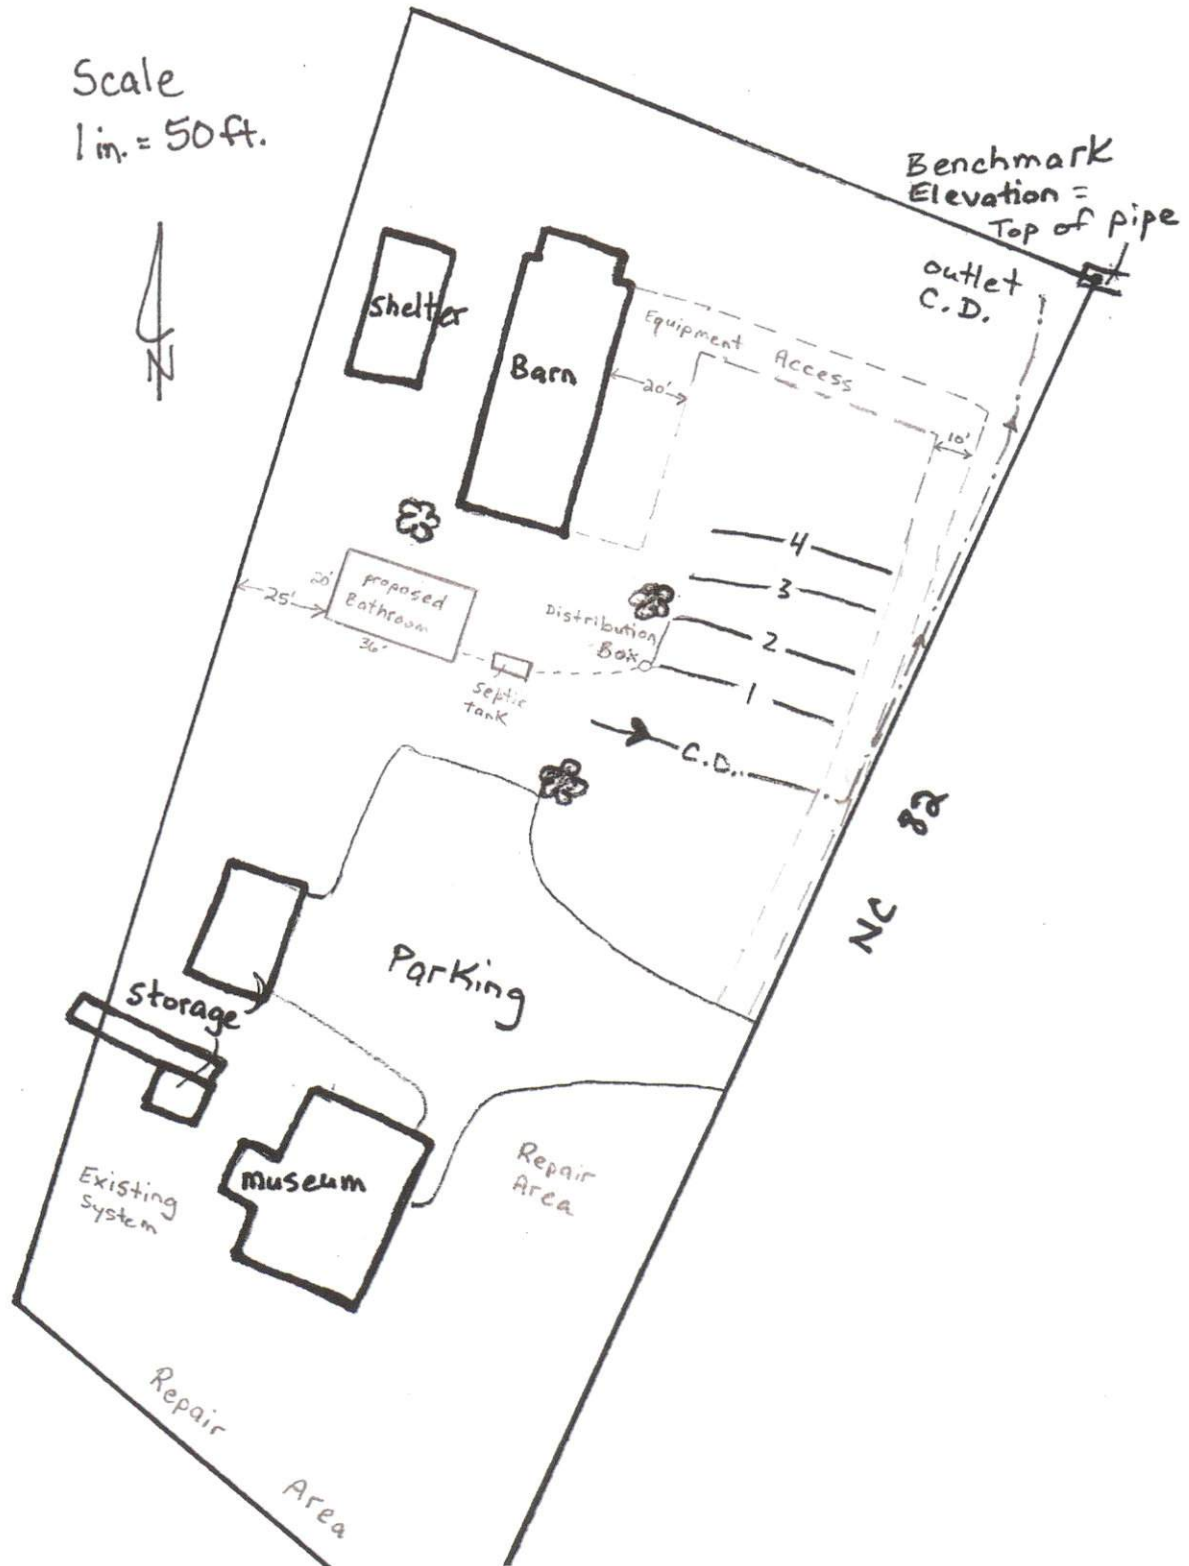 Scale
1 in. = 50 ft.
N
Benchmark
Elevation =
Top of pipe
outlet
C.D.
Shelter
Barn
Equipment Access
20'
10'
4
3
2
1
Proposed
Bathroom
20'
25'
36'
Distribution
Box
Septic
tank
C.D.
NC 82
Parking
Storage
museum
Repair
Area
Existing
System
Repair
Area